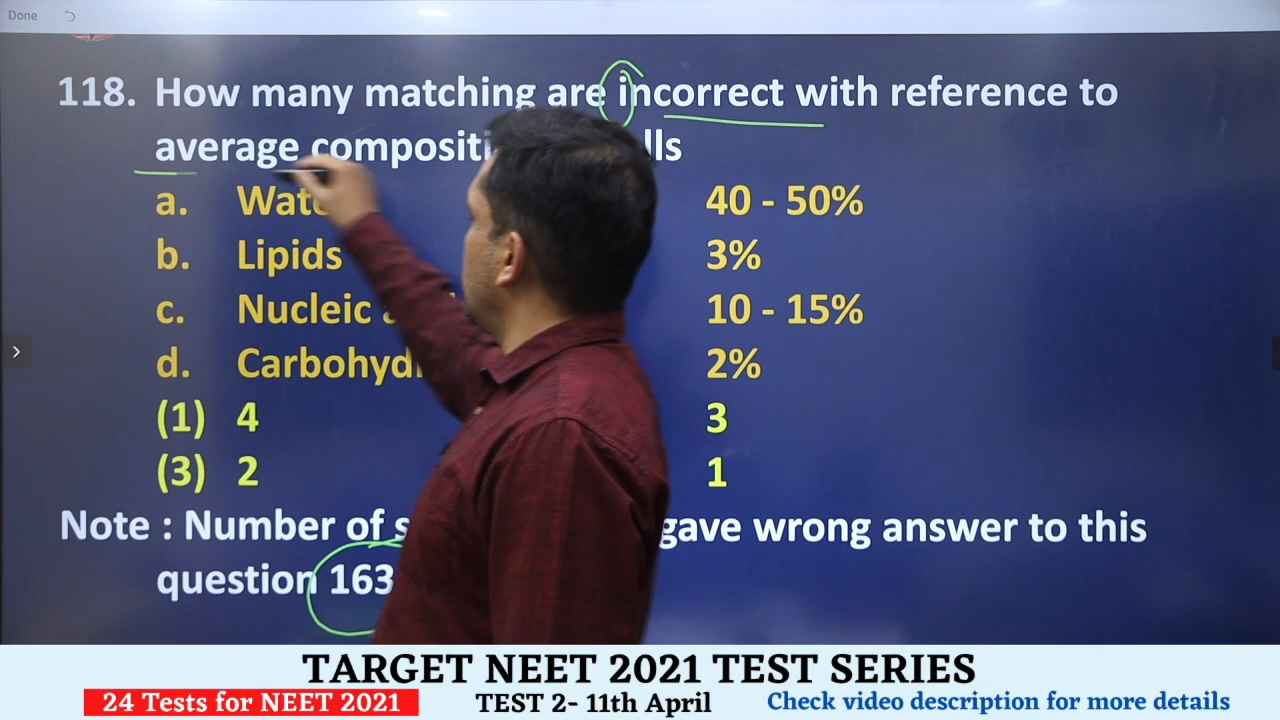 Done
118. How many matching are incorrect with reference to
average compositi lls
a. Wate 40 - 50%
b. Lipids 3%
c. Nucleic a 10 - 15%
d. Carbohyd 2%
(1) 4 3
(3) 2 1
Note : Number of s gave wrong answer to this
question 163
TARGET NEET 2021 TEST SERIES
24 Tests for NEET 2021 TEST 2- 11th April Check video description for more details